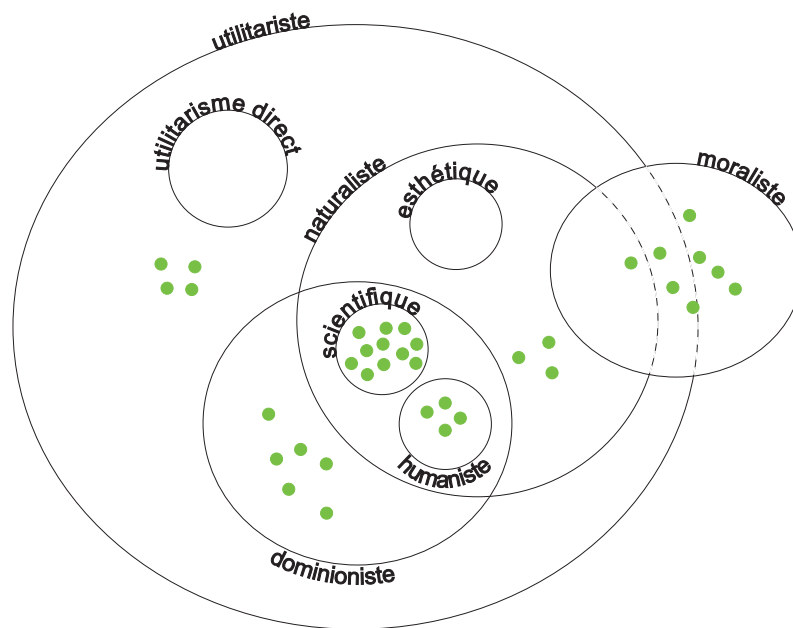 utilitariste
utilitarisme direct
naturaliste
esthétique
moraliste
scientifique
humaniste
dominioniste